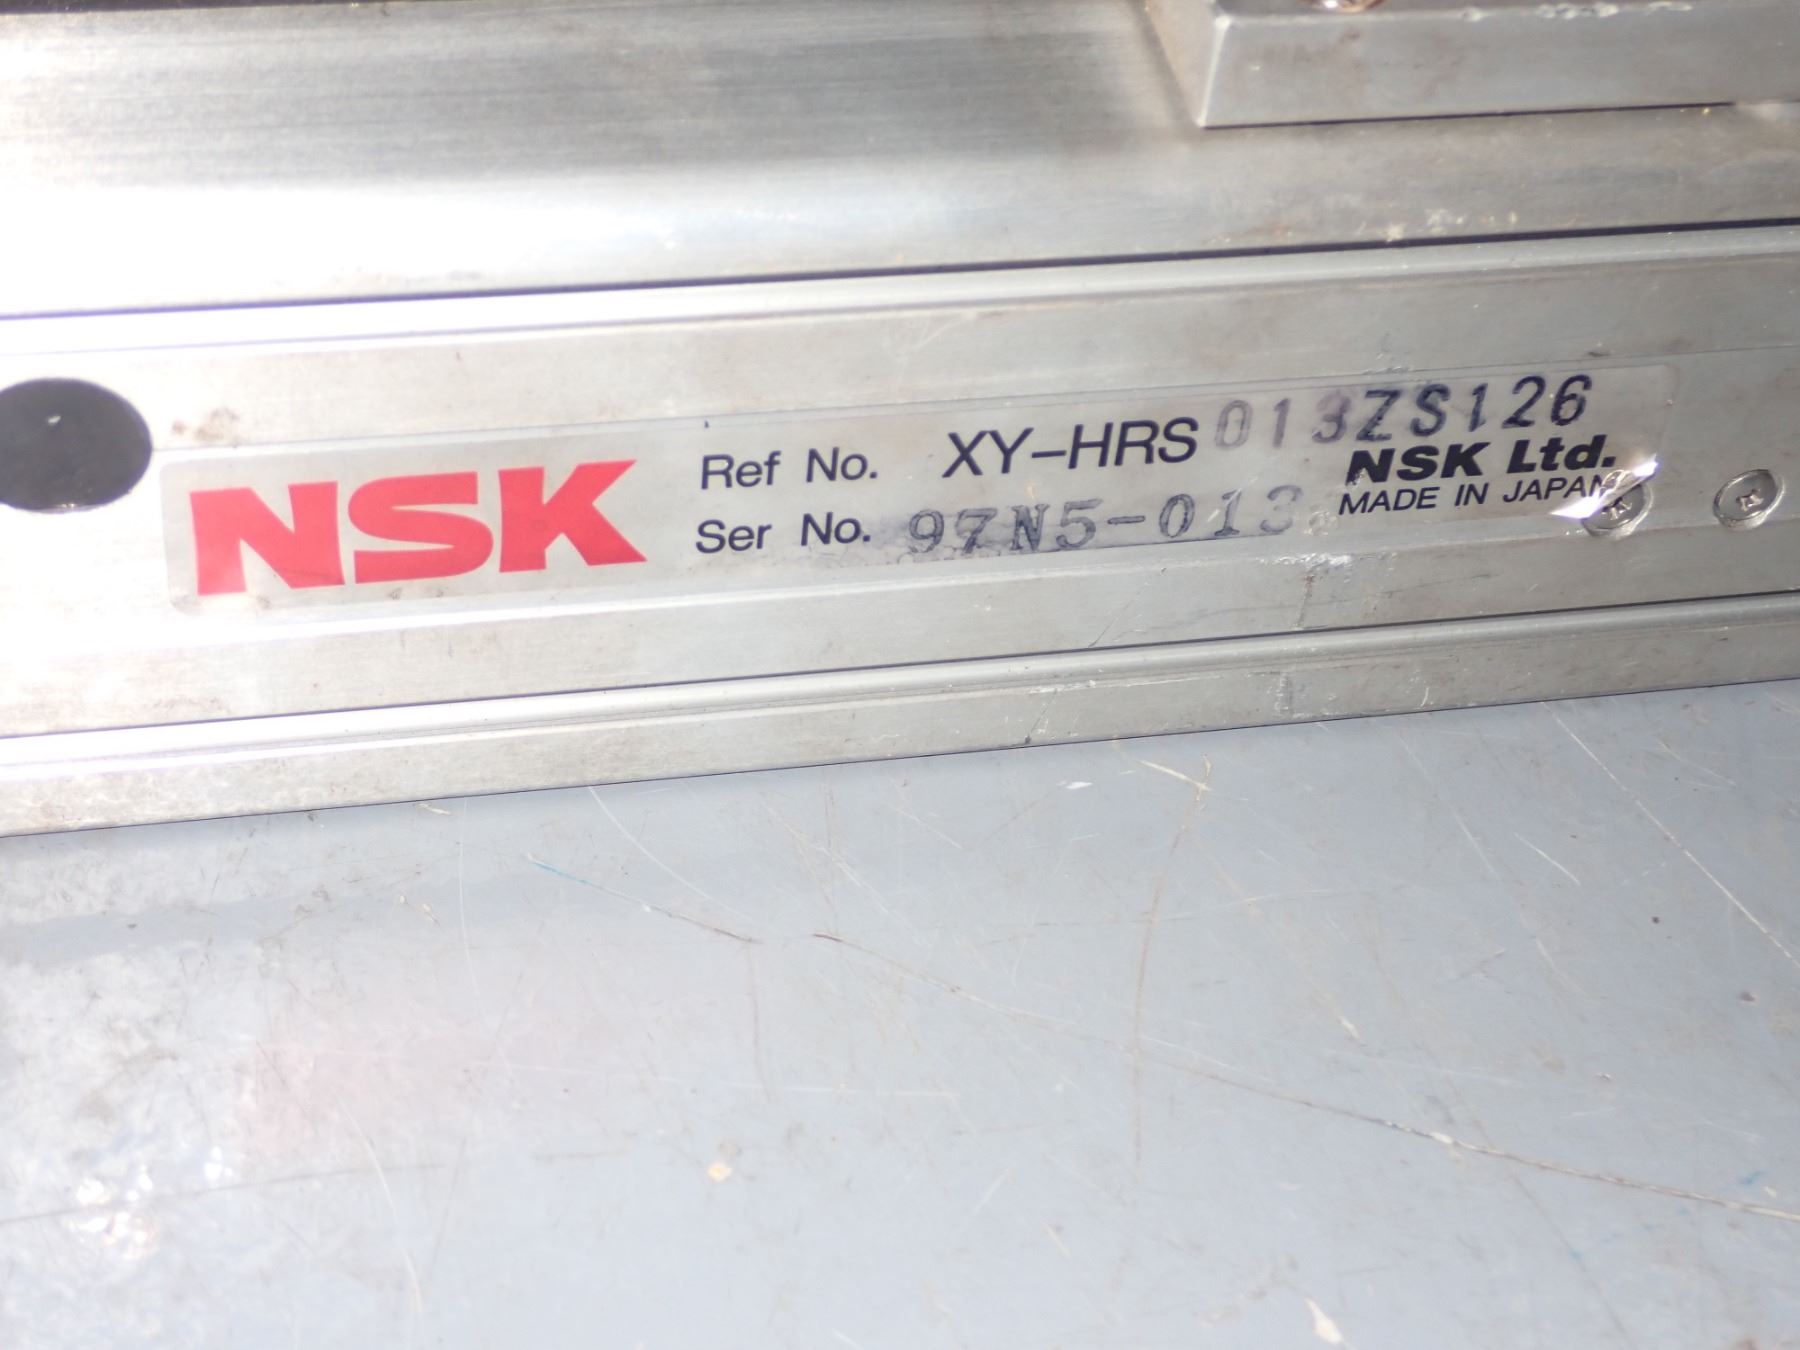 NSK
Ref No. XY-HRS 013ZS126
NSK Ltd.
Ser No. 97N5-013
MADE IN JAPAN